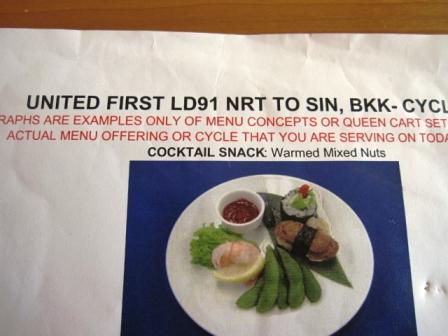 UNITED FIRST LD91 NRT TO SIN, BKK- CYCL
RAPHS ARE EXAMPLES ONLY OF MENU CONCEPTS OR QUEEN CART SET
ACTUAL MENU OFFERING OR CYCLE THAT YOU ARE SERVING ON TODA
COCKTAIL SNACK: Warmed Mixed Nuts